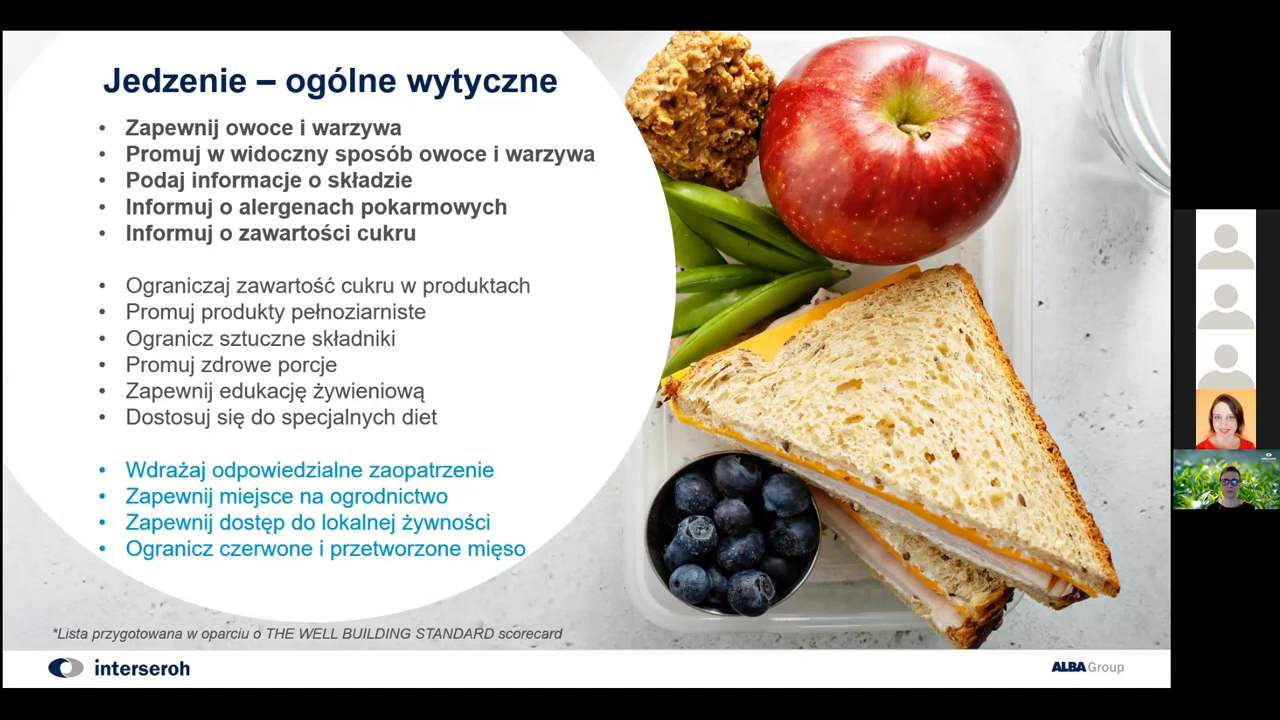 Jedzenie – ogólne wytyczne
• Zapewnij owoce i warzywa
• Promuj w widoczny sposób owoce i warzywa
• Podaj informacje o składzie
• Informuj o alergenach pokarmowych
• Informuj o zawartości cukru
• Ograniczaj zawartość cukru w produktach
• Promuj produkty pełnoziarniste
• Ogranicz sztuczne składniki
• Promuj zdrowe porcje
• Zapewnij edukację żywieniową
• Dostosuj się do specjalnych diet
• Wdrażaj odpowiedzialne zaopatrzenie
• Zapewnij miejsce na ogrodnictwo
• Zapewnij dostęp do lokalnej żywności
• Ogranicz czerwone i przetworzone mięso
*Lista przygotowana w oparciu o THE WELL BUILDING STANDARD scorecard
interseroh
ALBA Group